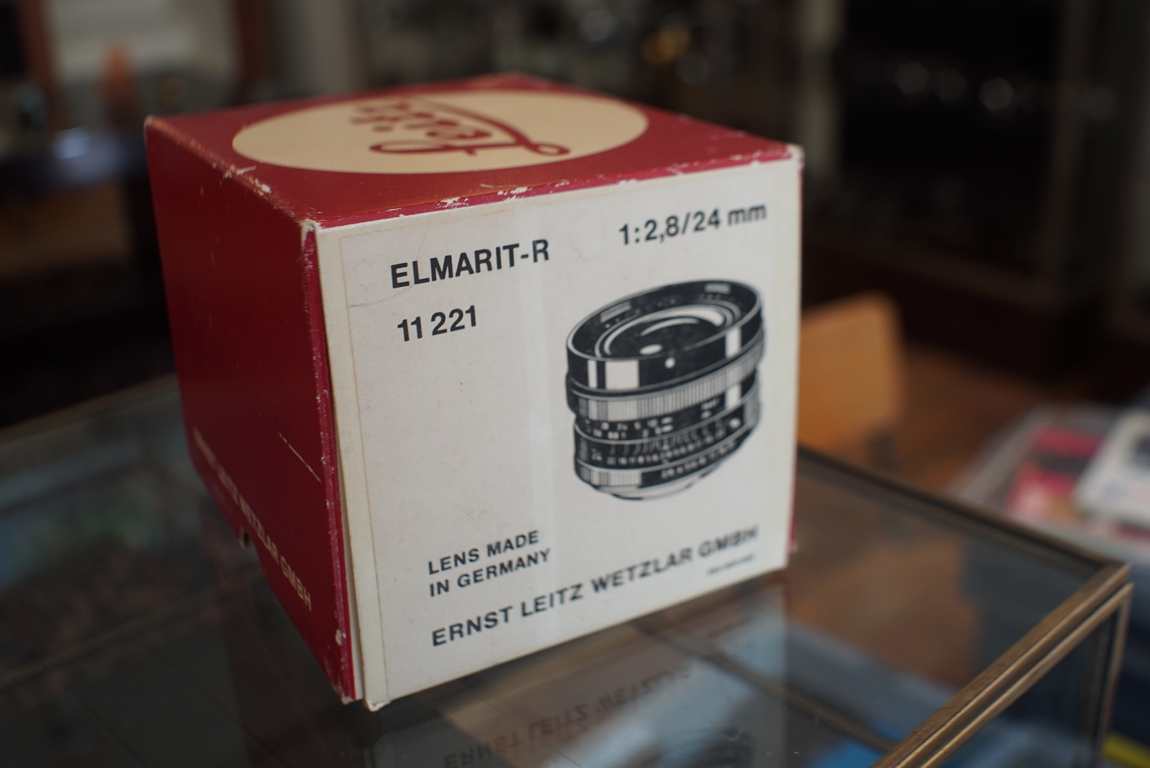 Leitz
ELMARIT-R
1:2,8/24 mm
11 221
LENS MADE
IN GERMANY
ERNST LEITZ WETZLAR GMBH
WETZLAR GMBH